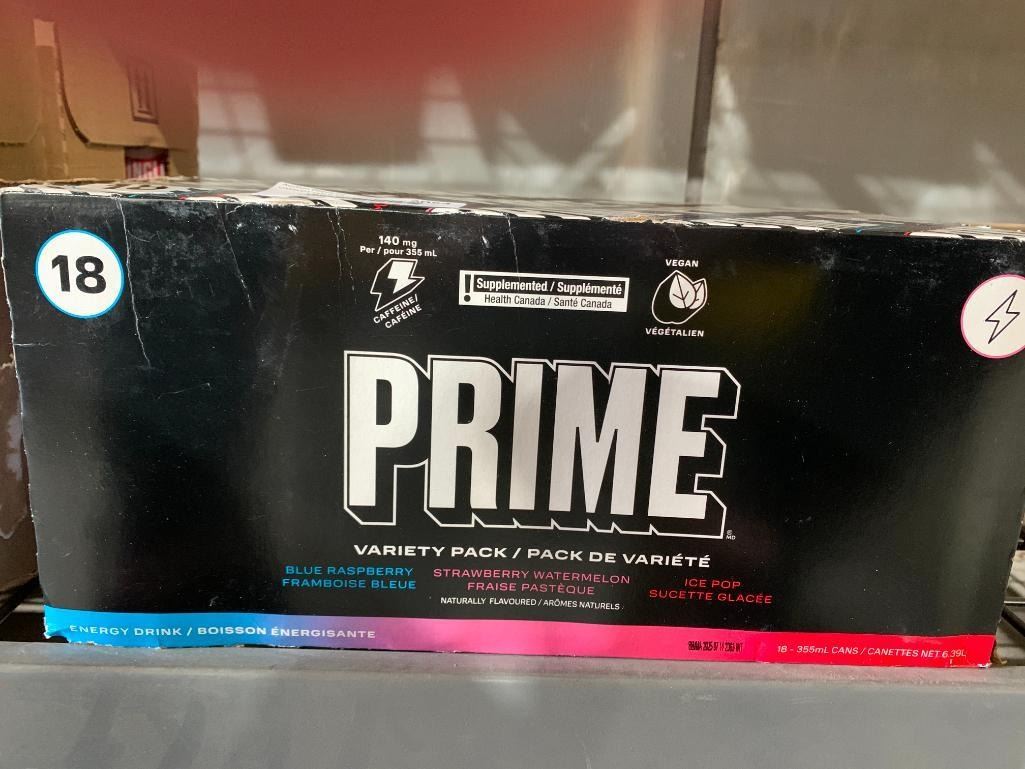 18
140 mg
Per / pour 355 mL
CAFFEINE/
CAFÉINE
! Supplemented / Supplémenté
Health Canada / Santé Canada
VEGAN
VÉGÉTALIEN
PRIME
MD
VARIETY PACK / PACK DE VARIÉTÉ
BLUE RASPBERRY
FRAMBOISE BLEUE
STRAWBERRY WATERMELON
FRAISE PASTÈQUE
ICE POP
SUCETTE GLACÉE
NATURALLY FLAVOURED / ARÔMES NATURELS
ENERGY DRINK / BOISSON ÉNERGISANTE
18 - 355mL CANS / CANETTES NET 6.39L